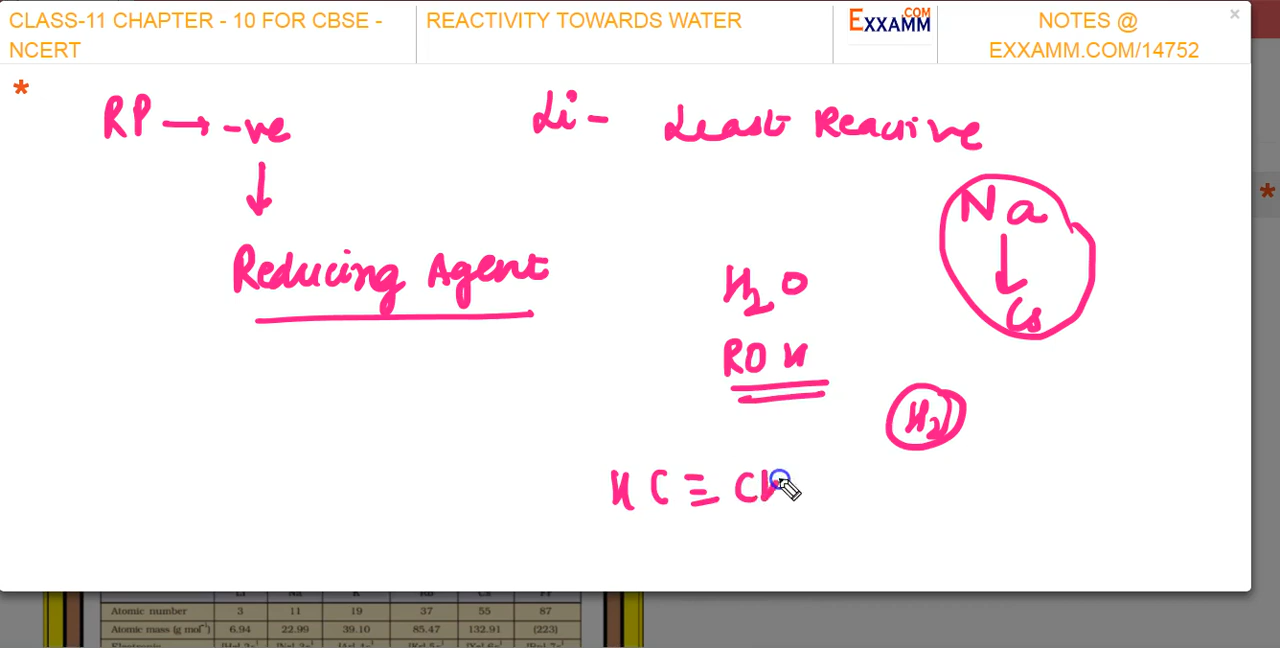 CLASS-11 CHAPTER - 10 FOR CBSE -
NCERT
REACTIVITY TOWARDS WATER
EXXAMM
.COM
NOTES @
EXXAMM.COM/14752
×
*
RP → -ve
↓
Reducing Agent
Li - Least Reactive
Na
↓
Cs
H₂O
ROH
H₂
HC≡C
*
Atomic number 3 11 19 37 55 87
Atomic mass (g mol⁻¹) 6.94 22.99 39.10 85.47 132.91 (223)